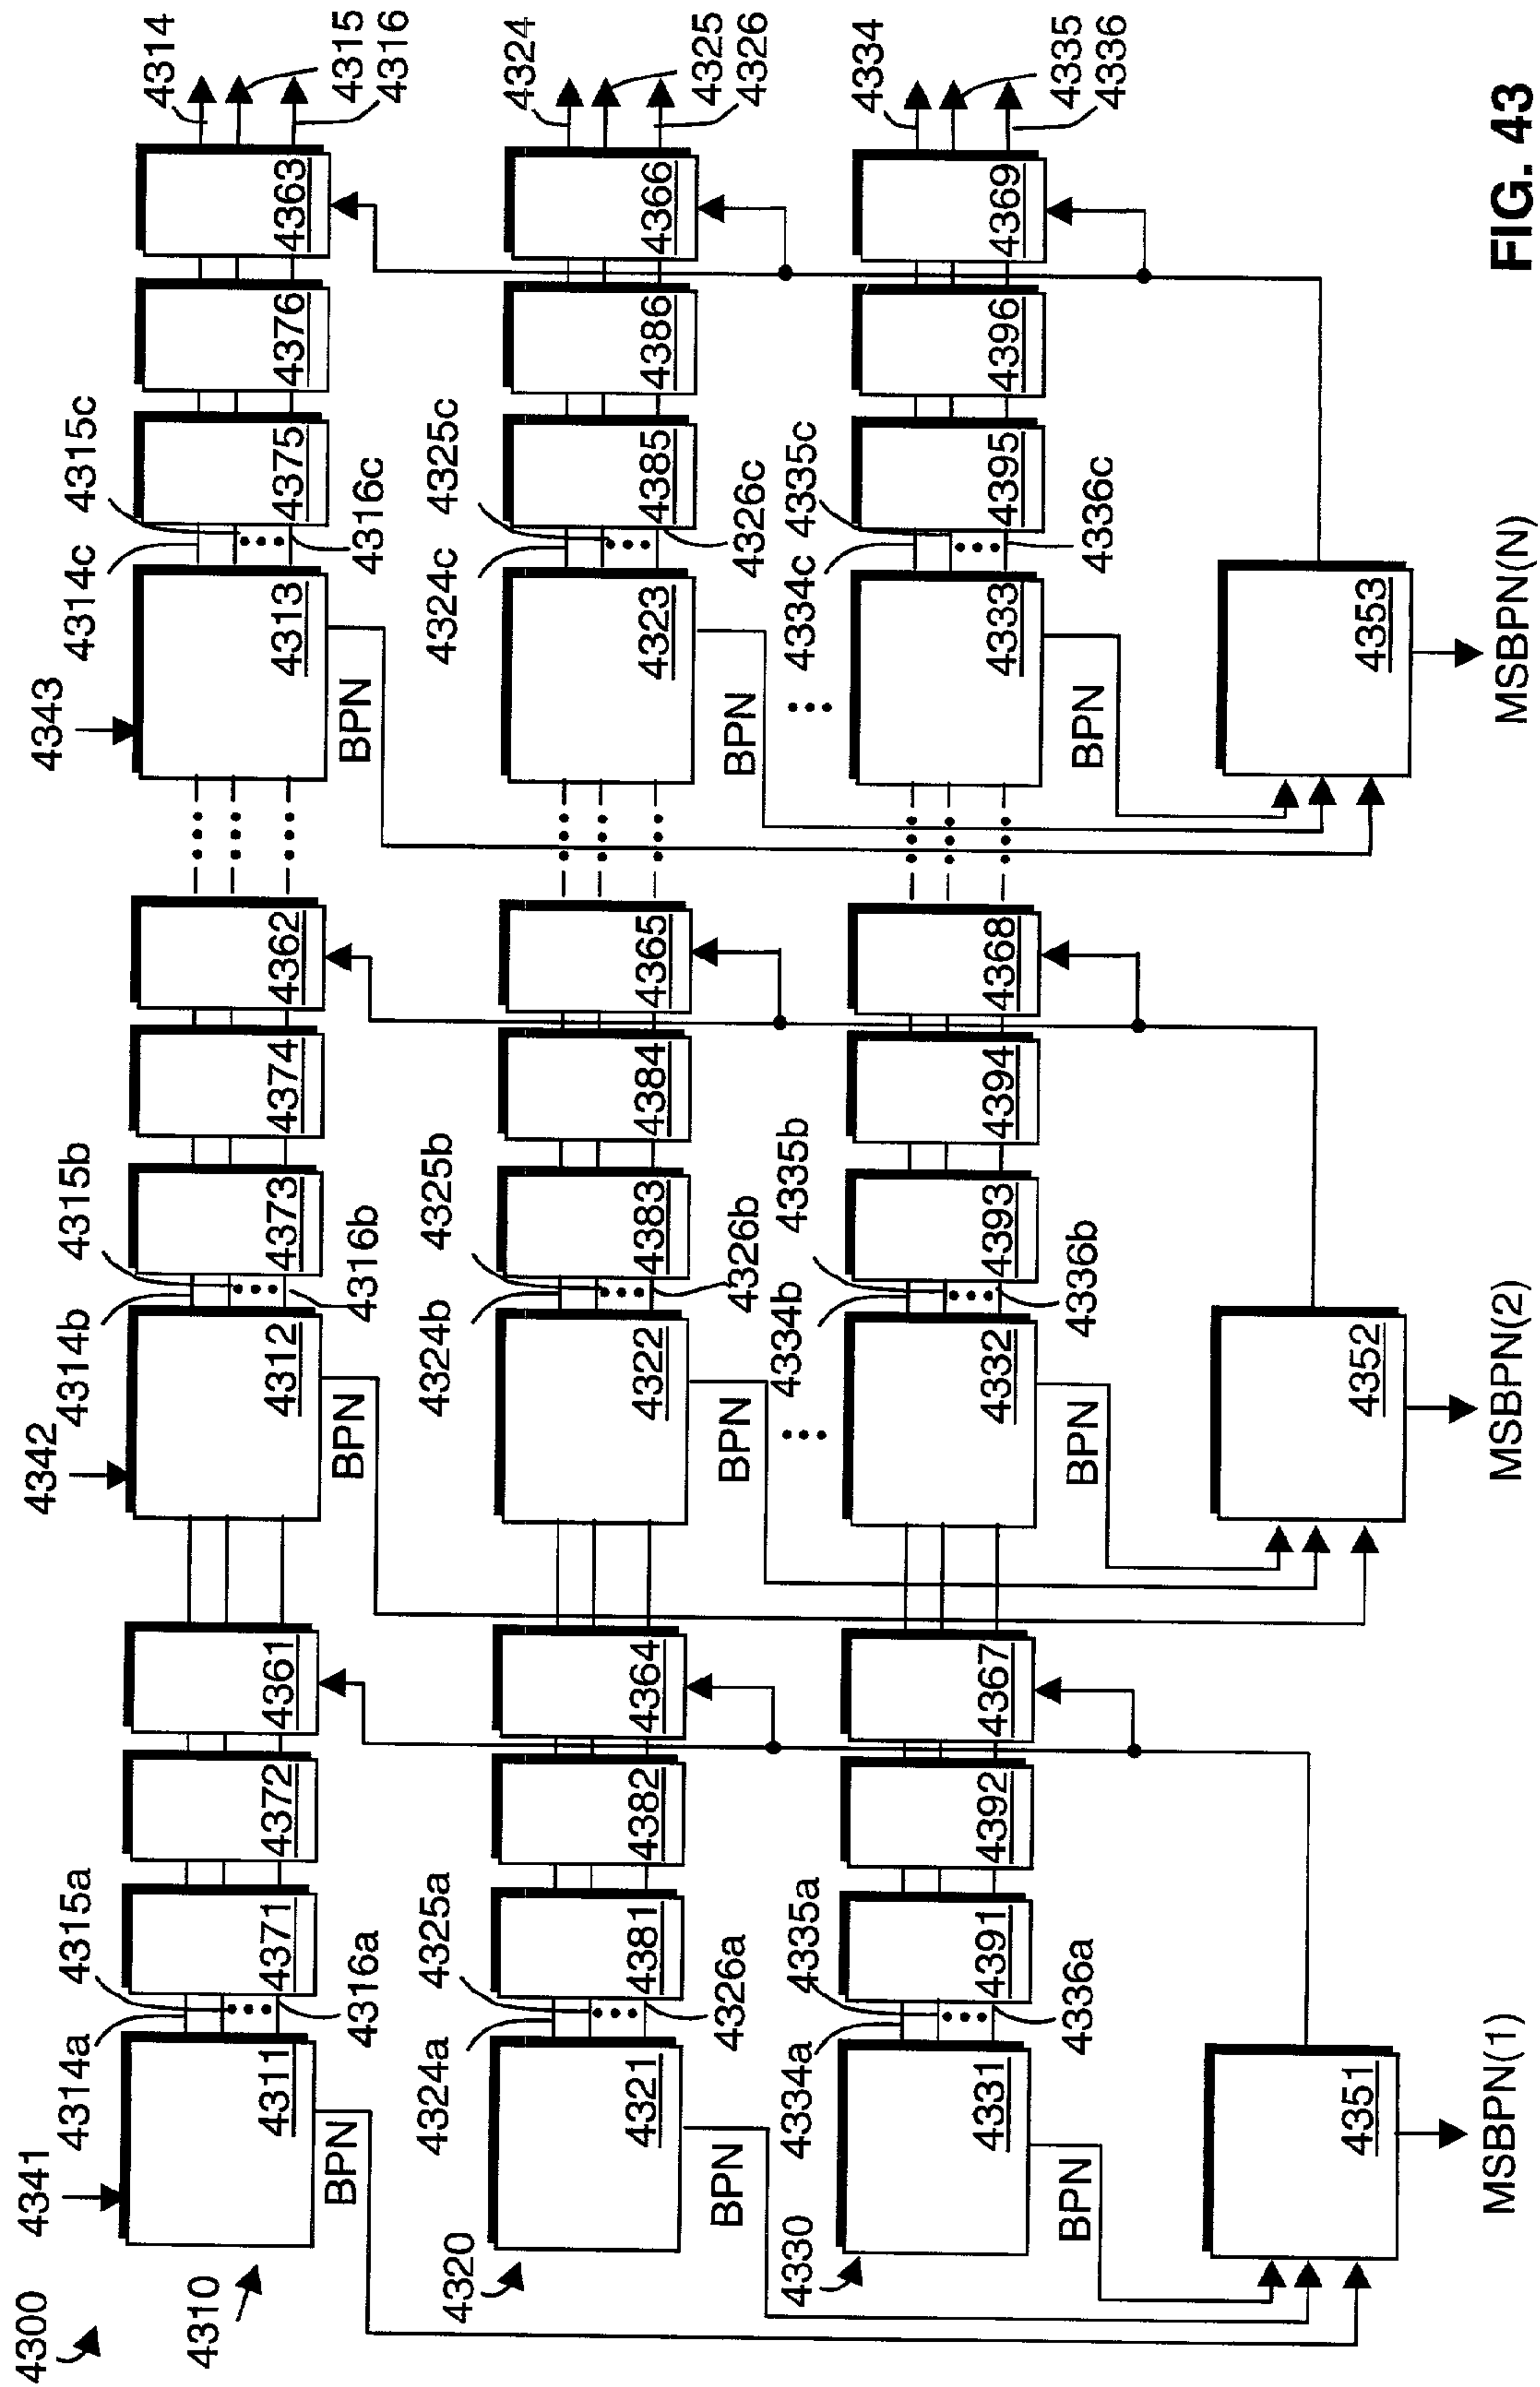 4300
4310
4341
4314a
4315a
4311
4371
4372
4361
4316a
BPN
4342
4314b
4315b
4312
4373
4374
4362
4316b
BPN
4343
4314c
4315c
4313
4375
4376
4363
4316c
BPN
4314
4315
4316
4320
4324a
4325a
4321
4381
4382
4364
4326a
BPN
4324b
4325b
4322
4383
4384
4365
4326b
BPN
4324c
4325c
4323
4385
4386
4366
4326c
BPN
4324
4325
4326
4330
4334a
4335a
4331
4391
4392
4367
4336a
BPN
4334b
4335b
4332
4393
4394
4368
4336b
BPN
4334c
4335c
4333
4395
4396
4369
4336c
BPN
4334
4335
4336
4351
4352
4353
MSBPN(1)
MSBPN(2)
MSBPN(N)
FIG. 43